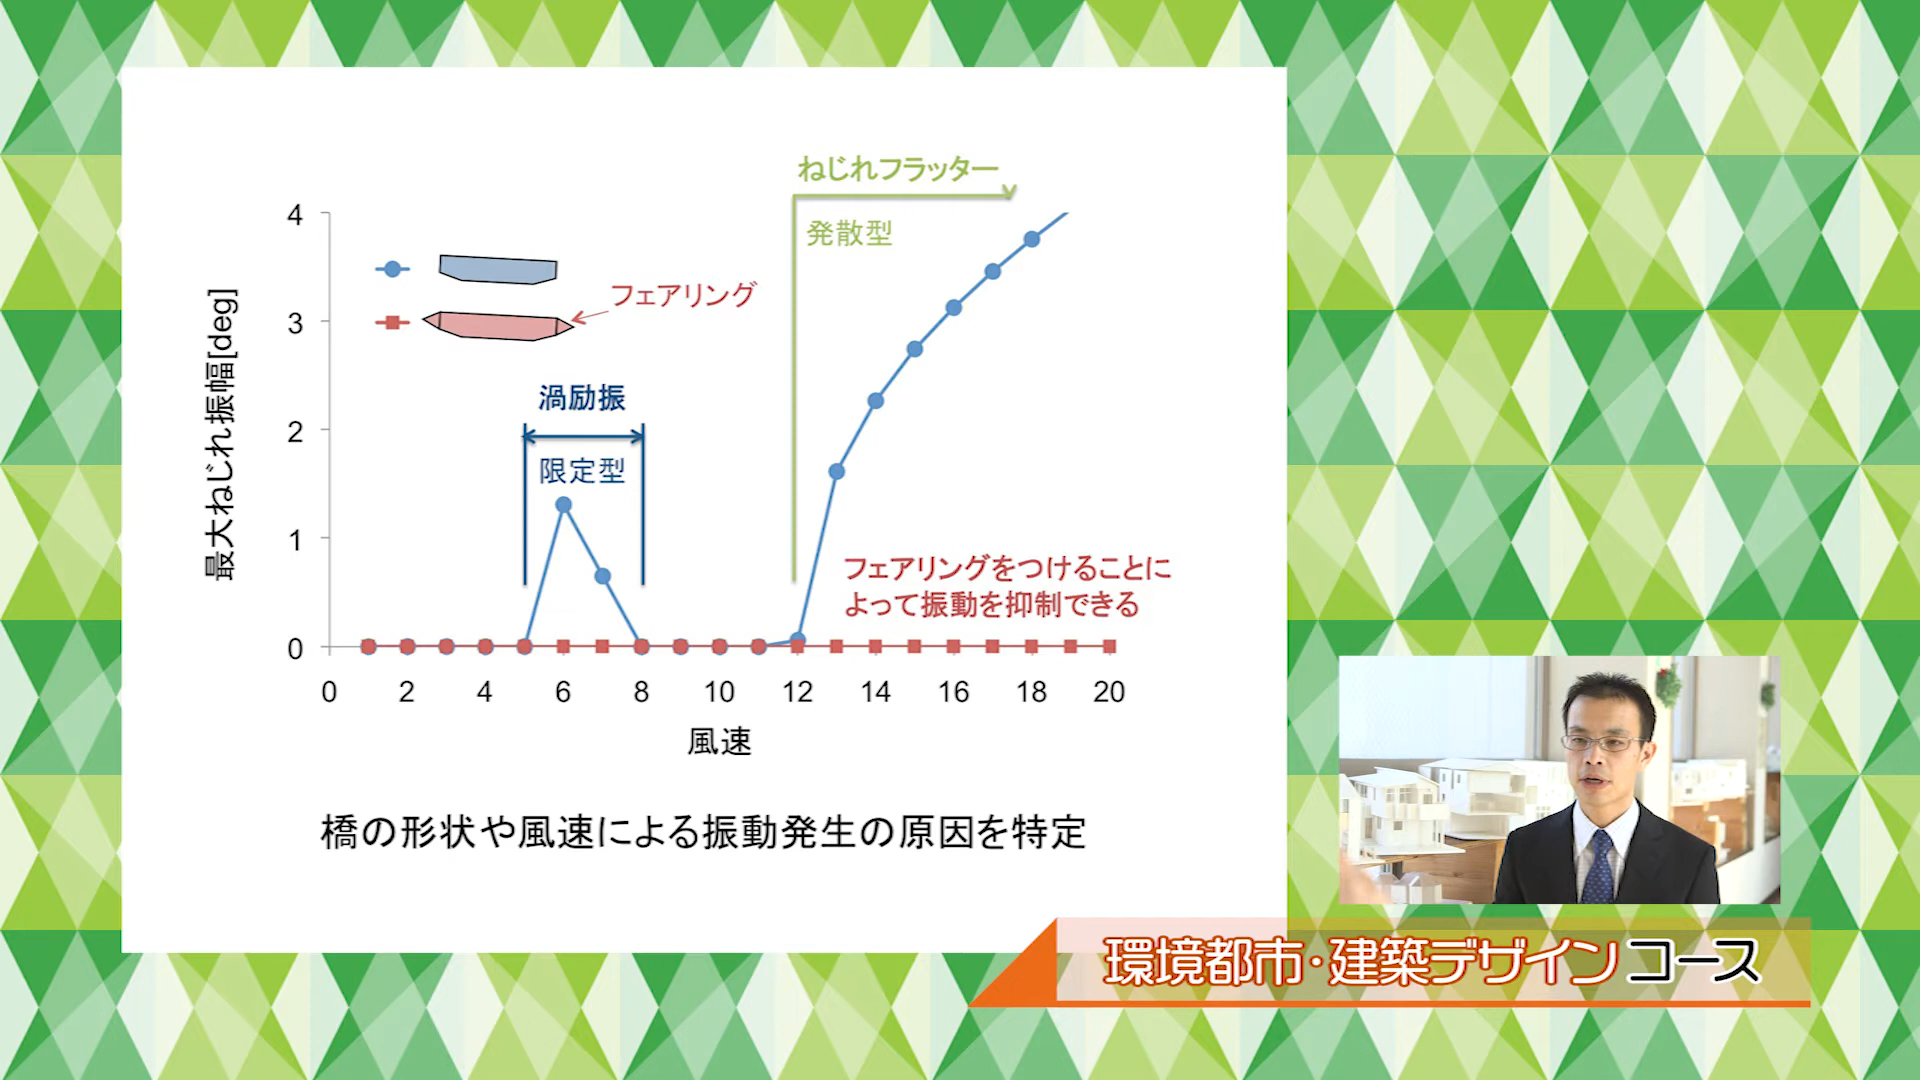 ねじれフラッター
発散型
フェアリング
渦励振
限定型
フェアリングをつけることに
よって振動を抑制できる
最大ねじれ振幅[deg]
4
3
2
1
0
0 2 4 6 8 10 12 14 16 18 20
風速
橋の形状や風速による振動発生の原因を特定
環境都市・建築デザインコース